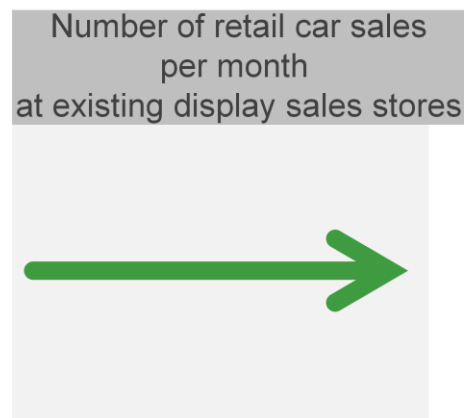 Number of retail car sales
per month
at existing display sales stores